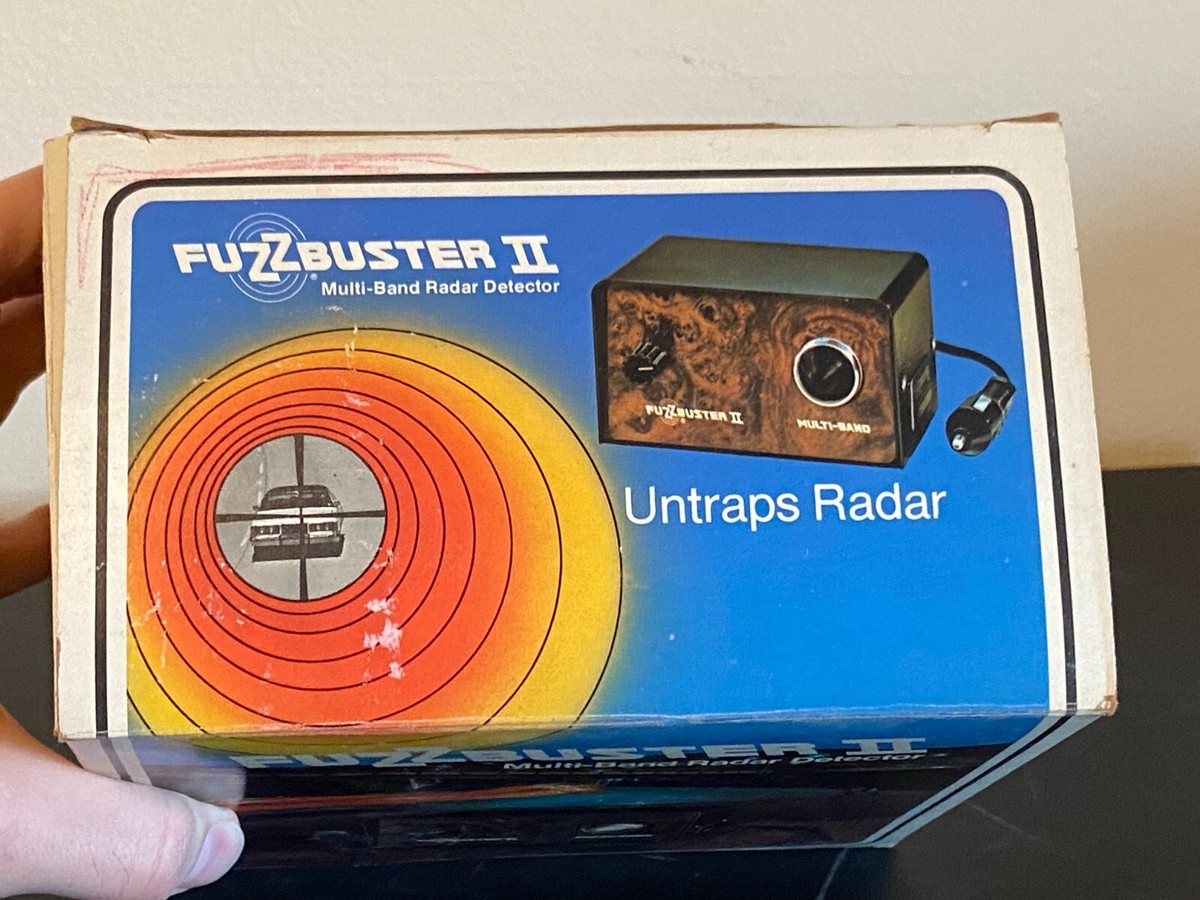 FUZZBUSTER II
®
Multi-Band Radar Detector
FUZZBUSTER II
®
MULTI-BAND
Untraps Radar
FUZZBUSTER II
Multi-Band Radar Detector